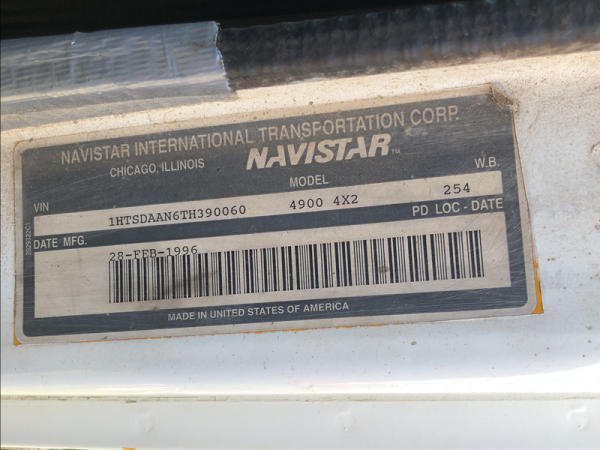 NAVISTAR INTERNATIONAL TRANSPORTATION CORP.
CHICAGO, ILLINOIS NAVISTAR TM
VIN MODEL W.B.
1HTSDAAN6TH390060 4900 4X2 254
DATE MFG. PD LOC - DATE
28-FEB-1996
MADE IN UNITED STATES OF AMERICA